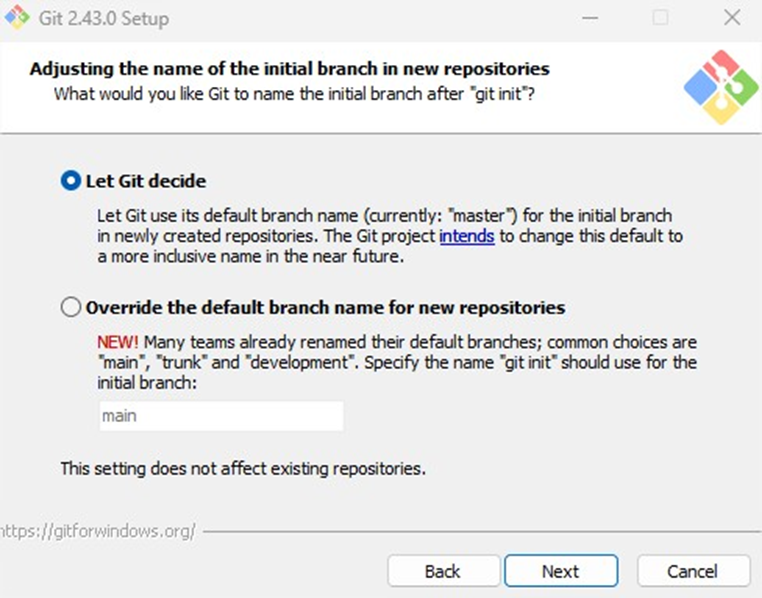 Git 2.43.0 Setup
Adjusting the name of the initial branch in new repositories
What would you like Git to name the initial branch after "git init"?
Let Git decide
Let Git use its default branch name (currently: "master") for the initial branch
in newly created repositories. The Git project intends to change this default to
a more inclusive name in the near future.
Override the default branch name for new repositories
NEW! Many teams already renamed their default branches; common choices are
"main", "trunk" and "development". Specify the name "git init" should use for the
initial branch:
main
This setting does not affect existing repositories.
https://gitforwindows.org/
Back Next Cancel